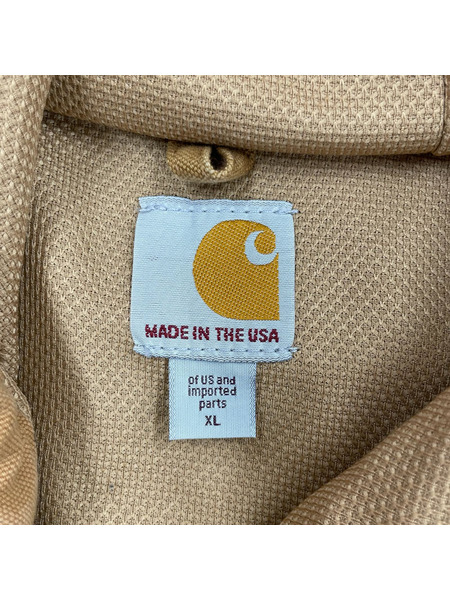 MADE IN THE USA
of US and
imported
parts
XL